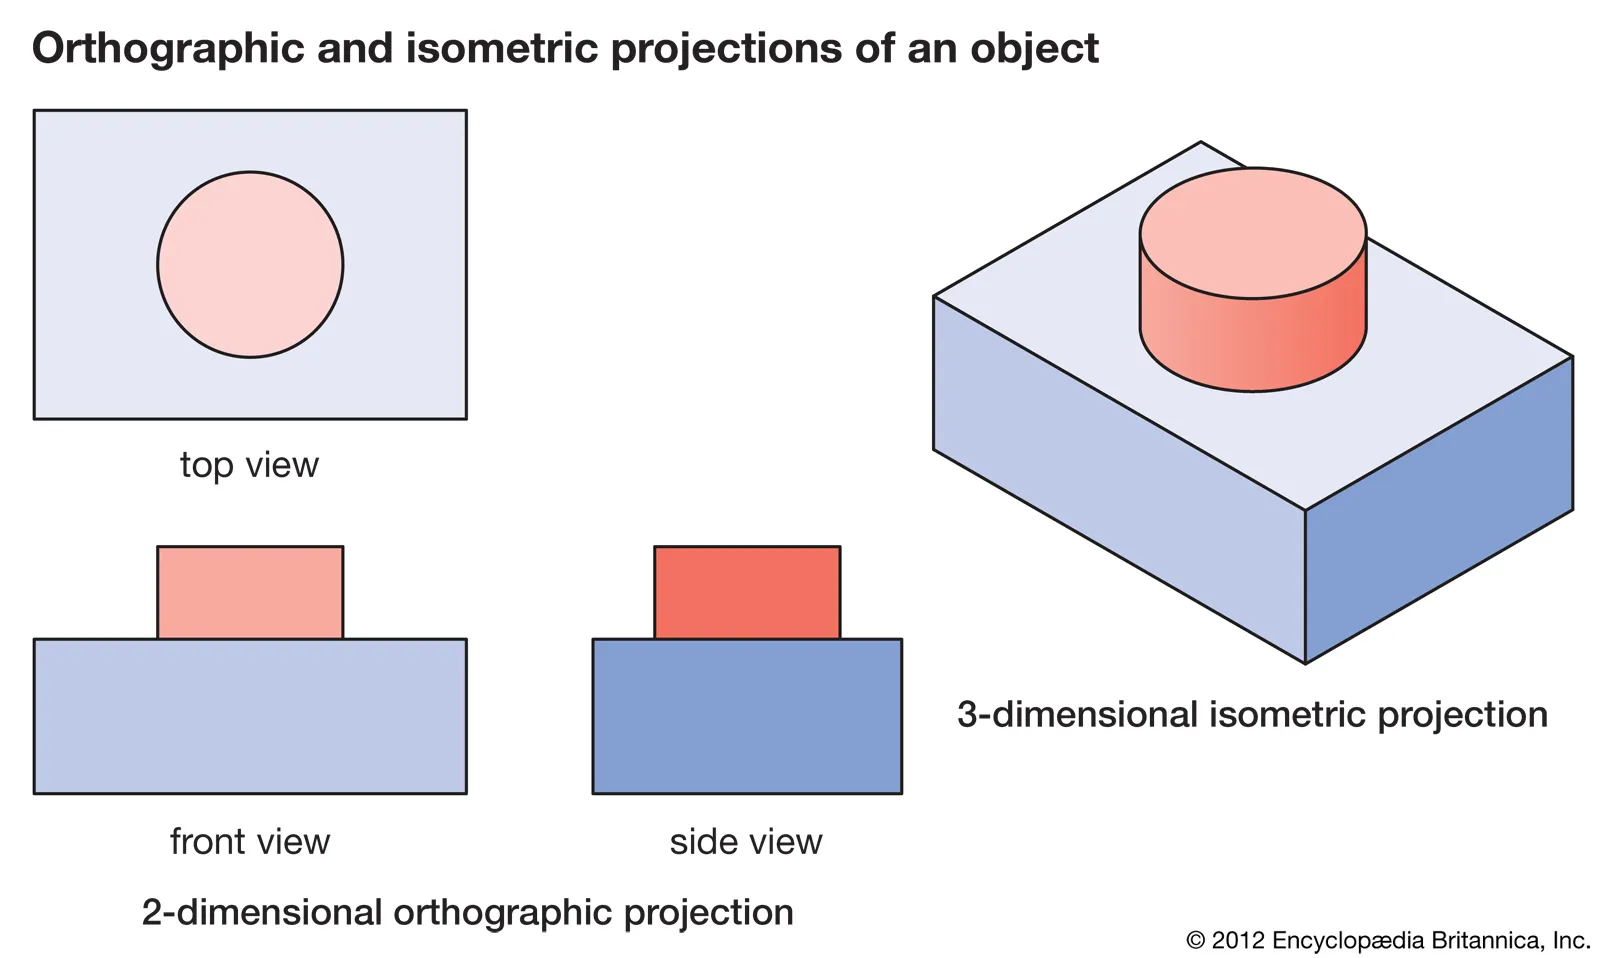 Orthographic and isometric projections of an object
top view
front view
side view
2-dimensional orthographic projection
3-dimensional isometric projection
© 2012 Encyclopædia Britannica, Inc.